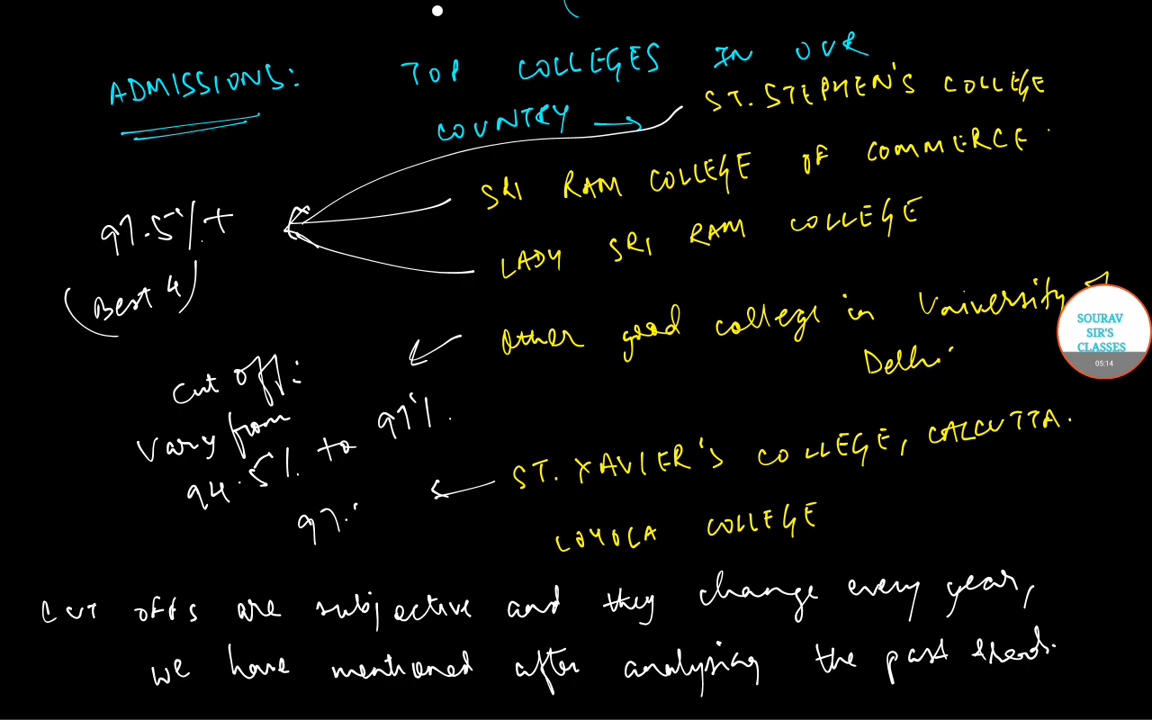 ADMISSIONS: TOP COLLEGES IN OUR
COUNTRY → ST. STEPHEN'S COLLEGE
SRI RAM COLLEGE OF COMMERCE
97.5%+
LADY SRI RAM COLLEGE
(Best 4)
other good college in University of
Delhi
Cut off:
vary from
94.5% to 97%.
ST. XAVIER'S COLLEGE, CALCUTTA.
97.
LOYOLA COLLEGE
CUT OFFS are subjective and they change every year,
we have mentioned after analysing the past
SOURAV
SIR'S
CLASSES
05:14